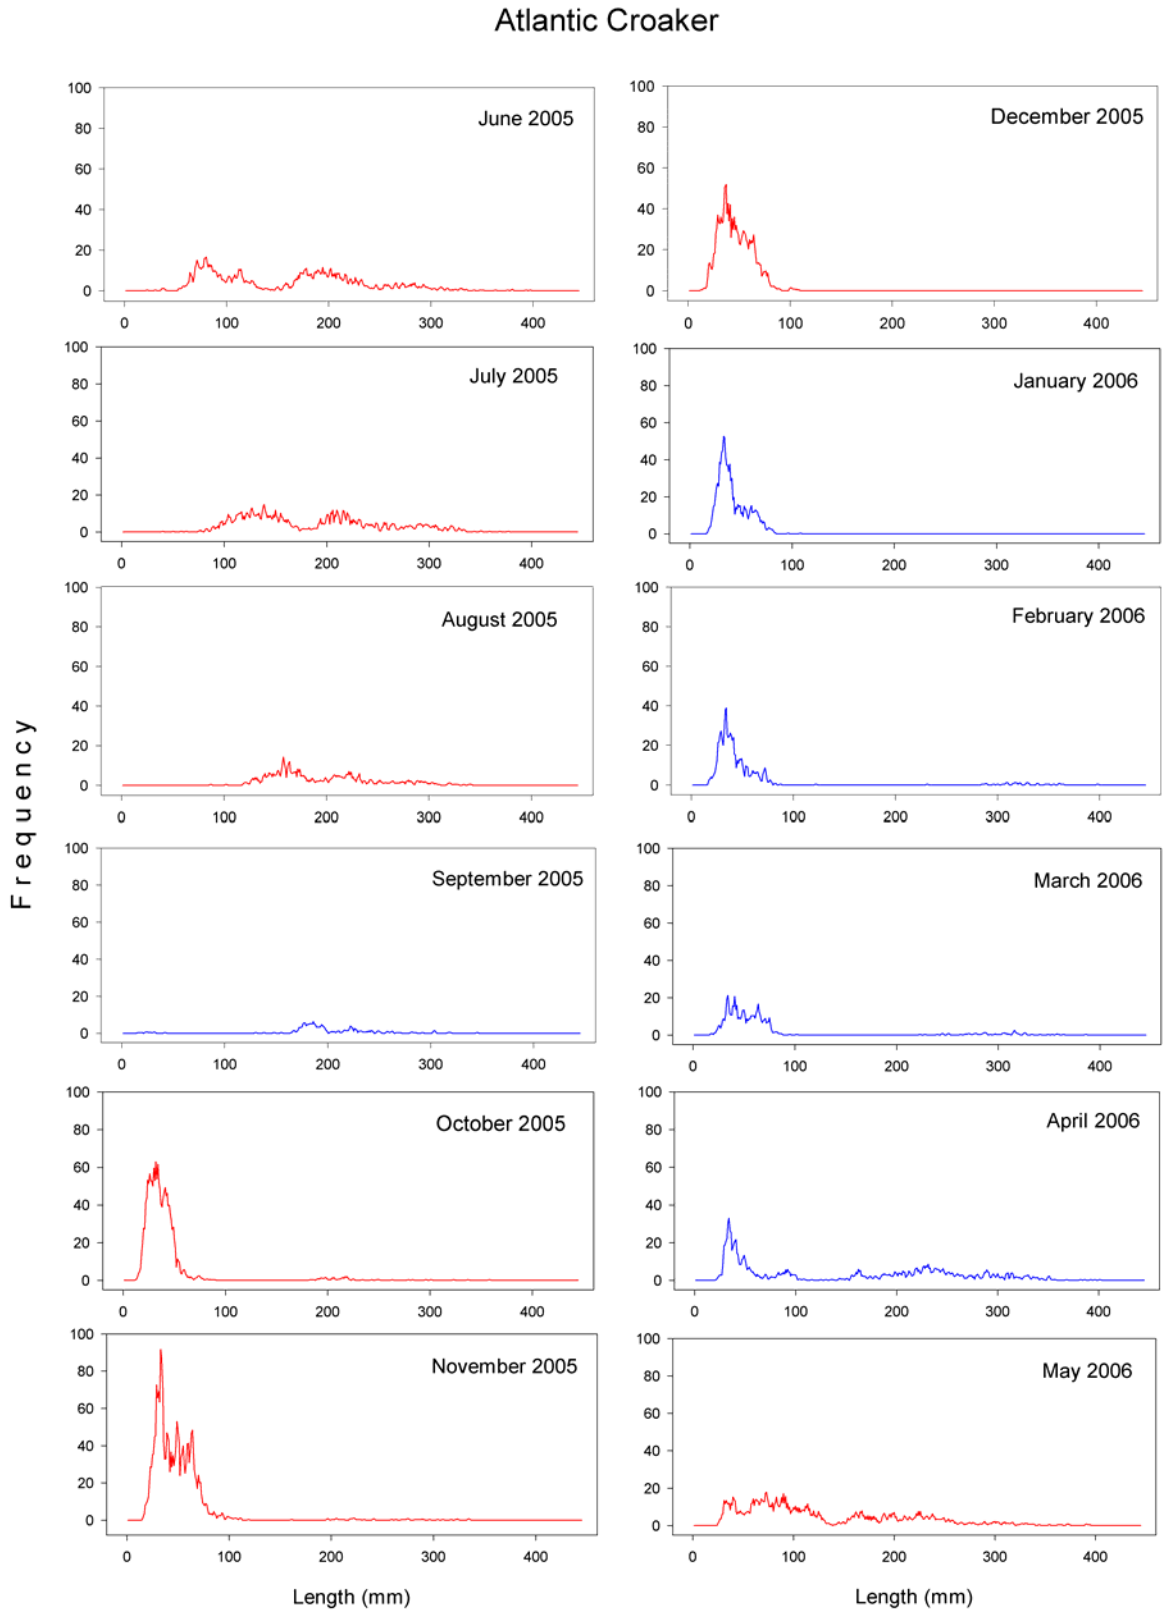 Atlantic Croaker
Frequency
June 2005
100
80
60
40
20
0
0 100 200 300 400
July 2005
100
80
60
40
20
0
0 100 200 300 400
August 2005
100
80
60
40
20
0
0 100 200 300 400
September 2005
100
80
60
40
20
0
0 100 200 300 400
October 2005
100
80
60
40
20
0
0 100 200 300 400
November 2005
100
80
60
40
20
0
0 100 200 300 400
Length (mm)
December 2005
100
80
60
40
20
0
0 100 200 300 400
January 2006
100
80
60
40
20
0
0 100 200 300 400
February 2006
100
80
60
40
20
0
0 100 200 300 400
March 2006
100
80
60
40
20
0
0 100 200 300 400
April 2006
100
80
60
40
20
0
0 100 200 300 400
May 2006
100
80
60
40
20
0
0 100 200 300 400
Length (mm)